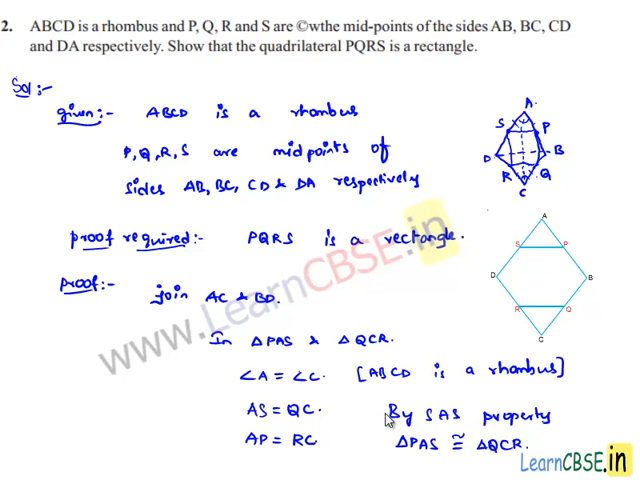 2. ABCD is a rhombus and P, Q, R and S are ©wthe mid-points of the sides AB, BC, CD
and DA respectively. Show that the quadrilateral PQRS is a rectangle.
Sol :-
given :- ABCD is a rhombus
P, Q, R, S are midpoints of
sides AB, BC, CD & DA respectively
proof required :- PQRS is a rectangle.
proof :- join AC & BD.
In ΔPAS & ΔQCR.
∠A = ∠C. [ABCD is a rhombus]
AS = QC. By SAS property
AP = RC ΔPAS ≅ ΔQCR.
A
S P
D B
R Q
C
A
S P
D B
R Q
C
www.LearnCBSE.in
LearnCBSE.in